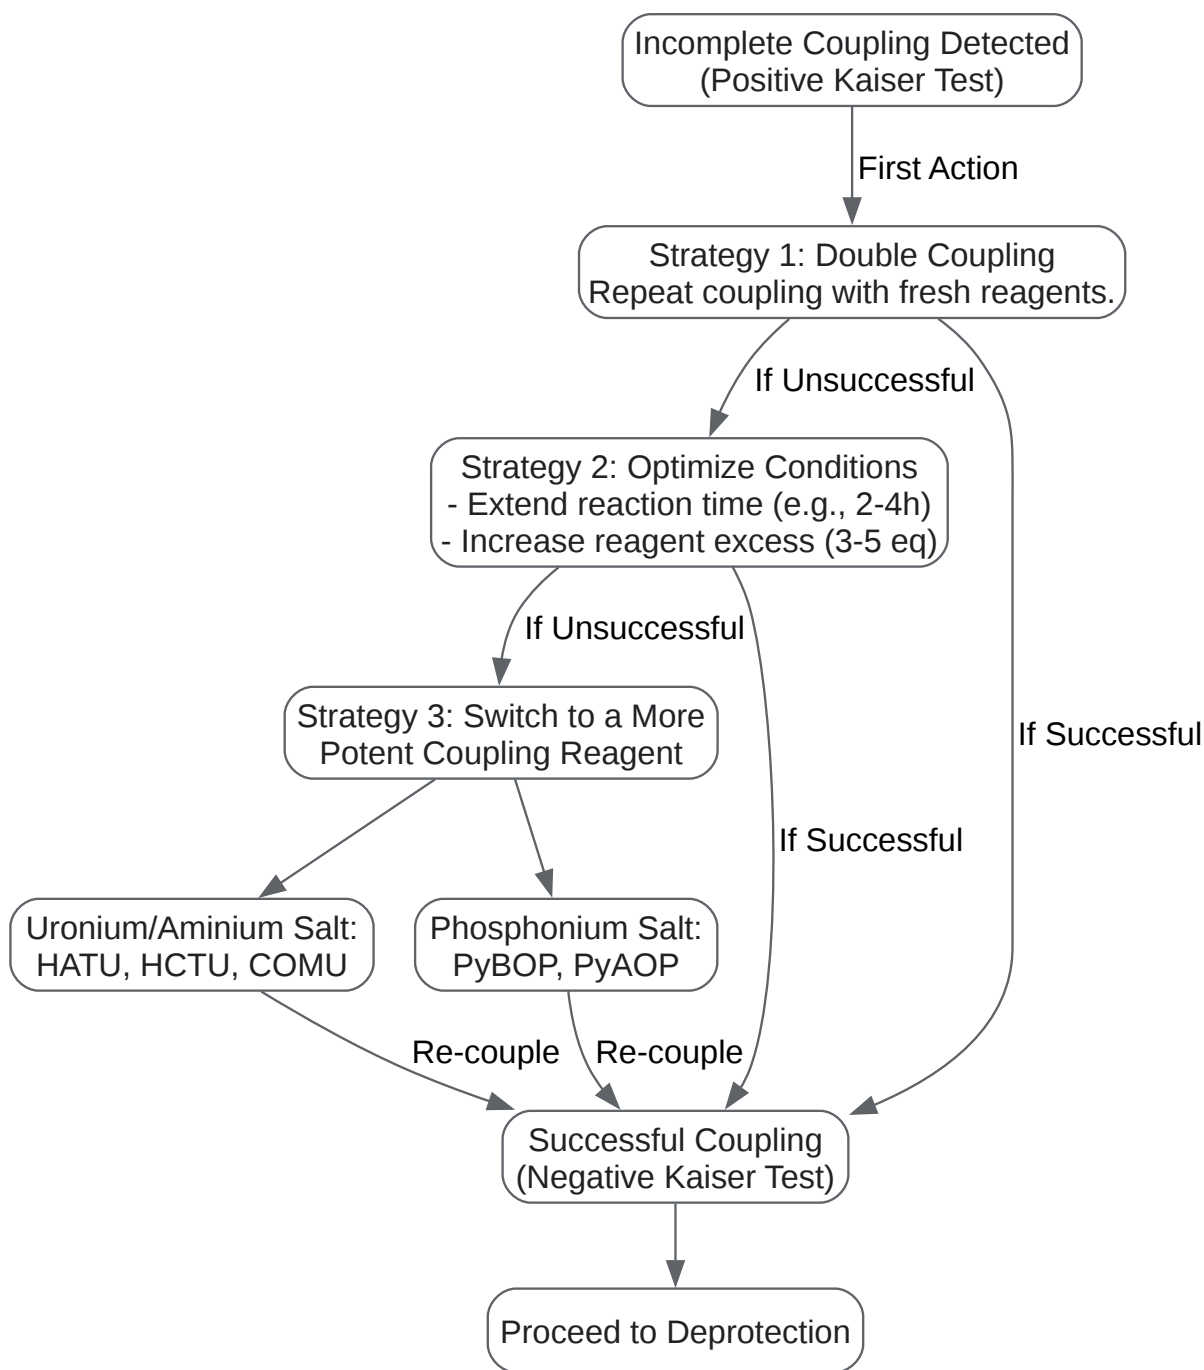 Incomplete Coupling Detected
(Positive Kaiser Test)
First Action
Strategy 1: Double Coupling
Repeat coupling with fresh reagents.
If Unsuccessful
Strategy 2: Optimize Conditions
- Extend reaction time (e.g., 2-4h)
- Increase reagent excess (3-5 eq)
If Unsuccessful
Strategy 3: Switch to a More
Potent Coupling Reagent
If Successful
If Successful
Uronium/Aminium Salt:
HATU, HCTU, COMU
Phosphonium Salt:
PyBOP, PyAOP
Re-couple
Re-couple
Successful Coupling
(Negative Kaiser Test)
Proceed to Deprotection